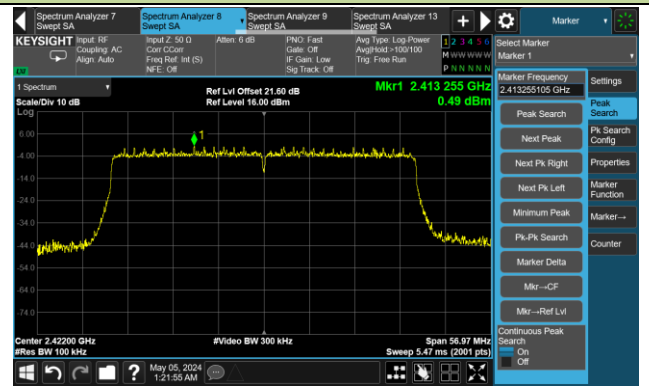 Spectrum Analyzer 7
Swept SA
Spectrum Analyzer 8
Swept SA
Spectrum Analyzer 9
Swept SA
Spectrum Analyzer 13
Swept SA
Marker
KEYSIGHT
Input: RF
Coupling: AC
Align: Auto
Input Z: 50 Ω
Corr CCorr
Freq Ref: Int (S)
NFE: Off
Atten: 6 dB
PNO: Fast
Gate: Off
IF Gain: Low
Sig Track: Off
Avg Type: Log-Power
Avg|Hold:>100/100
Trig: Free Run
1 2 3 4 5 6
M W W W W W
P N N N N N
Select Marker
Marker 1
1 Spectrum
Scale/Div 10 dB
Log
Ref Lvl Offset 21.60 dB
Ref Level 16.00 dBm
Mkr1 2.413 255 GHz
0.49 dBm
6.00
-4.00
-14.0
-24.0
-34.0
-44.0
-54.0
-64.0
-74.0
1
Center 2.42200 GHz
#Res BW 100 kHz
#Video BW 300 kHz
Span 56.97 MHz
Sweep 5.47 ms (2001 pts)
Marker Frequency
2.413255105 GHz
Peak Search
Next Peak
Next Pk Right
Next Pk Left
Minimum Peak
Pk-Pk Search
Marker Delta
Mkr→CF
Mkr→Ref Lvl
Continuous Peak
Search
On
Off
Settings
Peak
Search
Pk Search
Config
Properties
Marker
Function
Marker→
Counter
May 05, 2024
1:21:55 AM